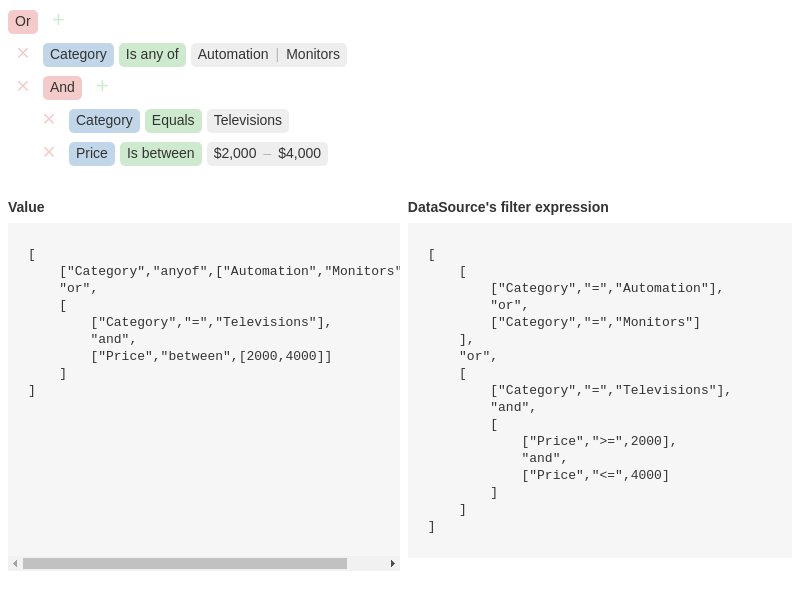 Or +
× Category Is any of Automation | Monitors
× And +
× Category Equals Televisions
× Price Is between $2,000 – $4,000
Value
[
    ["Category","anyof",["Automation","Monitors"
    "or",
    [
        ["Category","=","Televisions"],
        "and",
        ["Price","between",[2000,4000]]
    ]
]
DataSource's filter expression
[
    [
        ["Category","=","Automation"],
        "or",
        ["Category","=","Monitors"]
    ],
    "or",
    [
        ["Category","=","Televisions"],
        "and",
        [
            ["Price",">=",2000],
            "and",
            ["Price","<=",4000]
        ]
    ]
]